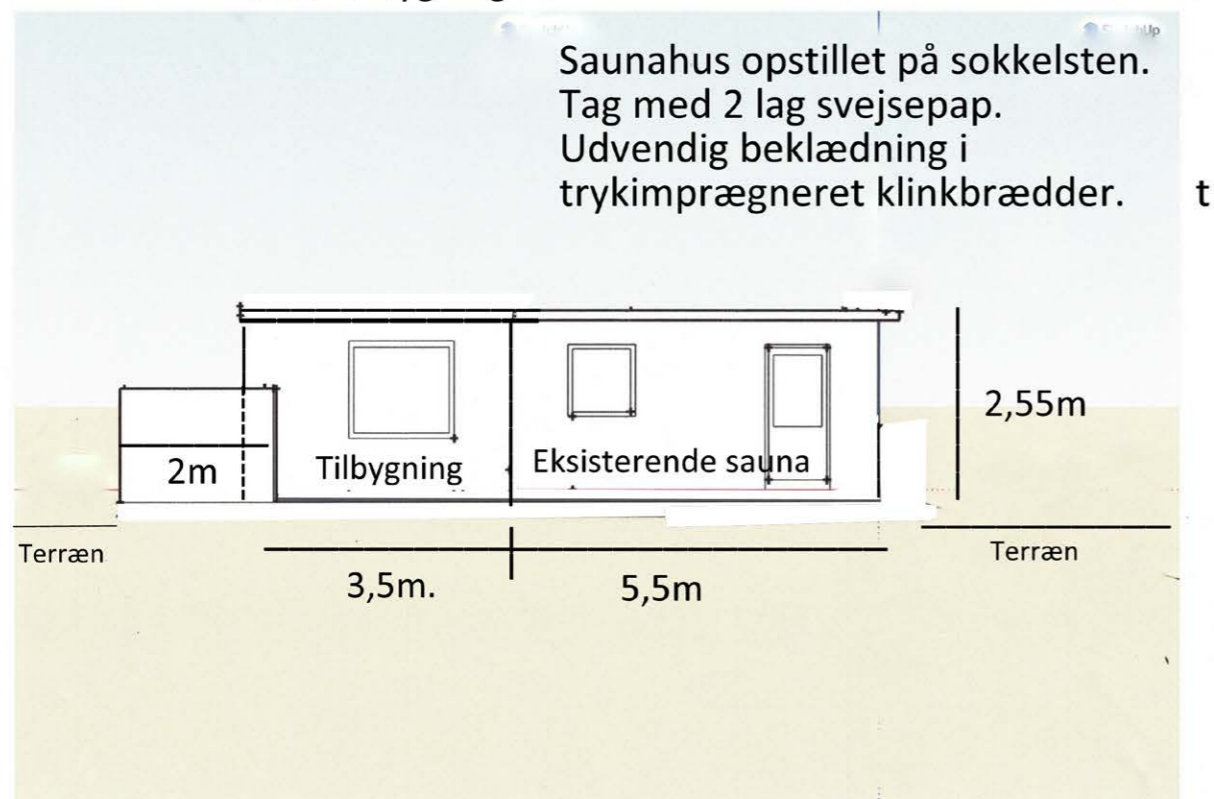 Saunahus opstillet på sokkelsten.
Tag med 2 lag svejsepap.
Udvendig beklædning i
trykimprægneret klinkbrædder. t
2,55m
2m
Tilbygning
Eksisterende sauna
Terræn
Terræn
3,5m.
5,5m